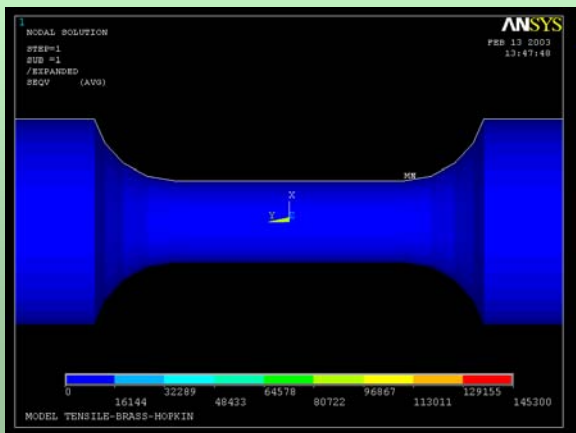 1
NODAL SOLUTION
STEP=1
SUB =1
/EXPANDED
SEQV (AVG)
ANSYS
FEB 13 2003
13:47:48
MN
X
Y
0 32289 64578 96867 129155
16144 48433 80722 113011 145300
MODEL TENSILE-BRASS-HOPKIN